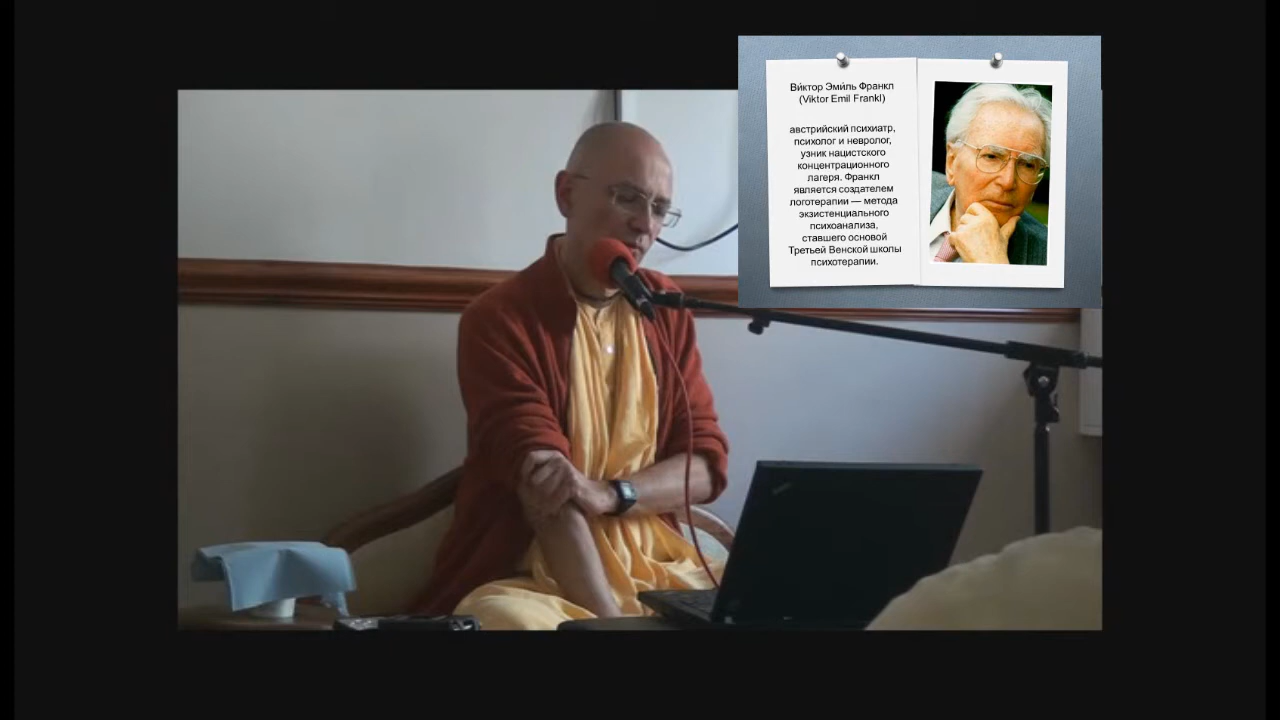 Ви́ктор Эми́ль Франкл
(Viktor Emil Frankl)
австрийский психиатр,
психолог и невролог,
узник нацистского
концентрационного
лагеря. Франкл
является создателем
логотерапии — метода
экзистенциального
психоанализа,
ставшего основой
Третьей Венской школы
психотерапии.